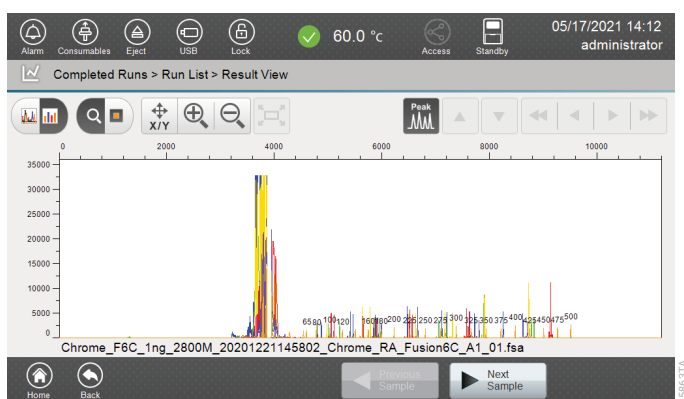 05/17/2021 14:12
60.0 °c
administrator
Alarm Consumables Eject USB Lock Access Standby
Completed Runs > Run List > Result View
X/Y
Peak
0 2000 4000 6000 8000 10000
35000
30000
25000
20000
15000
10000
5000
65 80 100 120 160 180 200 225 250 275 300 325 350 375 400 425 450 475 500
0
Chrome_F6C_1ng_2800M_20201221145802_Chrome_RA_Fusion6C_A1_01.fsa
Previous
Sample
Next
Sample
Home Back
5863TA